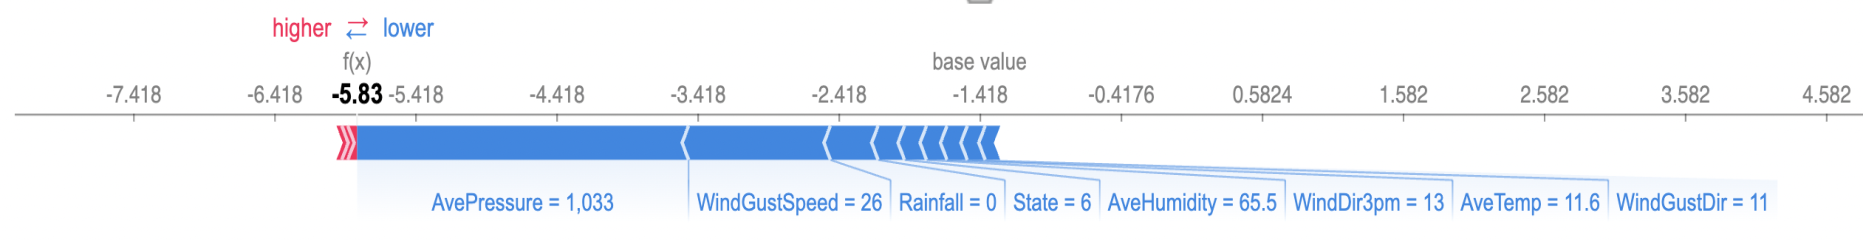 higher ⇄ lower
f(x) base value
-7.418 -6.418 -5.83 -5.418 -4.418 -3.418 -2.418 -1.418 -0.4176 0.5824 1.582 2.582 3.582 4.582
AvePressure = 1,033 WindGustSpeed = 26 Rainfall = 0 State = 6 AveHumidity = 65.5 WindDir3pm = 13 AveTemp = 11.6 WindGustDir = 11